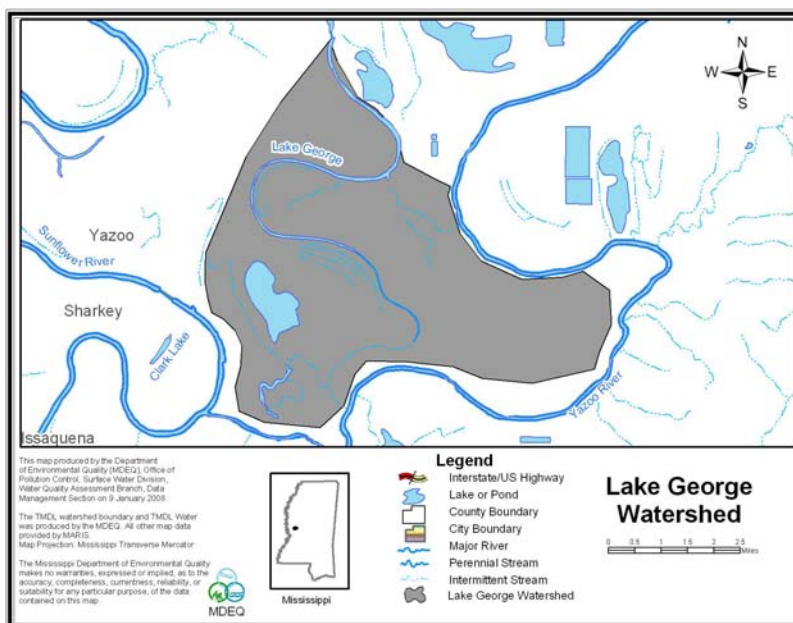 N
W E
S
Lake George
Yazoo
Sunflower River
Sharkey
Clark Lake
Yazoo River
Issaquena
This map produced by the Department
of Environmental Quality (MDEQ), Office of
Pollution Control, Surface Water Division,
Water Quality Assessment Branch, Data
Management Section on 9 January 2008
The TMDL watershed boundary and TMDL Water
was produced by the MDEQ. All other map data
provided by MARIS.
Map Projection: Mississippi Transverse Mercator
The Mississippi Department of Environmental Quality
makes no warranties, expressed or implied, as to the
accuracy, completeness, currentness, reliability, or
suitability for any particular purpose, of the data
contained on this map.
MDEQ
Mississippi
Legend
Interstate/US Highway
Lake or Pond
County Boundary
City Boundary
Major River
Perennial Stream
Intermittent Stream
Lake George Watershed
Lake George
Watershed
0 0.5 1 1.5 2 2.5
Miles